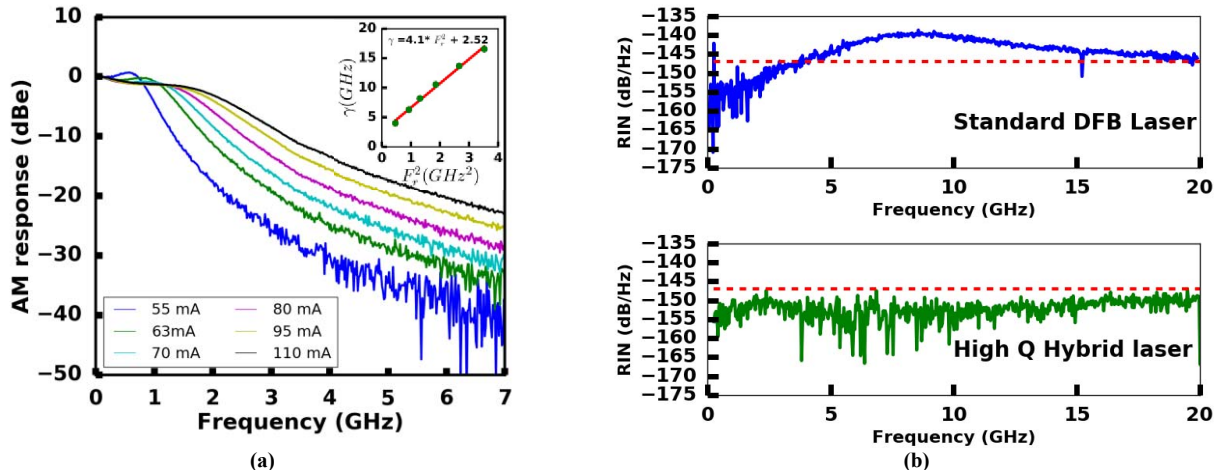 10
0
−10
−20
−30
−40
−50
AM response (dBe)
0 1 2 3 4 5 6 7
Frequency (GHz)
55 mA
63mA
70 mA
80 mA
95 mA
110 mA
20
15
10
5
0
γ(GHz)
γ =4.1* F_r^2 + 2.52
0 1 2 3 4
F_r^2(GHz^2)
(a)
−135
−140
−145
−150
−155
−160
−165
−170
−175
RIN (dB/Hz)
Standard DFB Laser
0 5 10 15 20
Frequency (GHz)
−135
−140
−145
−150
−155
−160
−165
−170
−175
RIN (dB/Hz)
High Q Hybrid laser
0 5 10 15 20
Frequency (GHz)
(b)